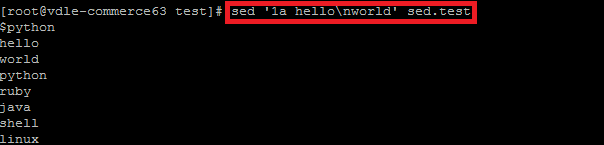 [root@vdle-commerce63 test]# sed '1a hello\nworld' sed.test
$python
hello
world
python
ruby
java
shell
linux